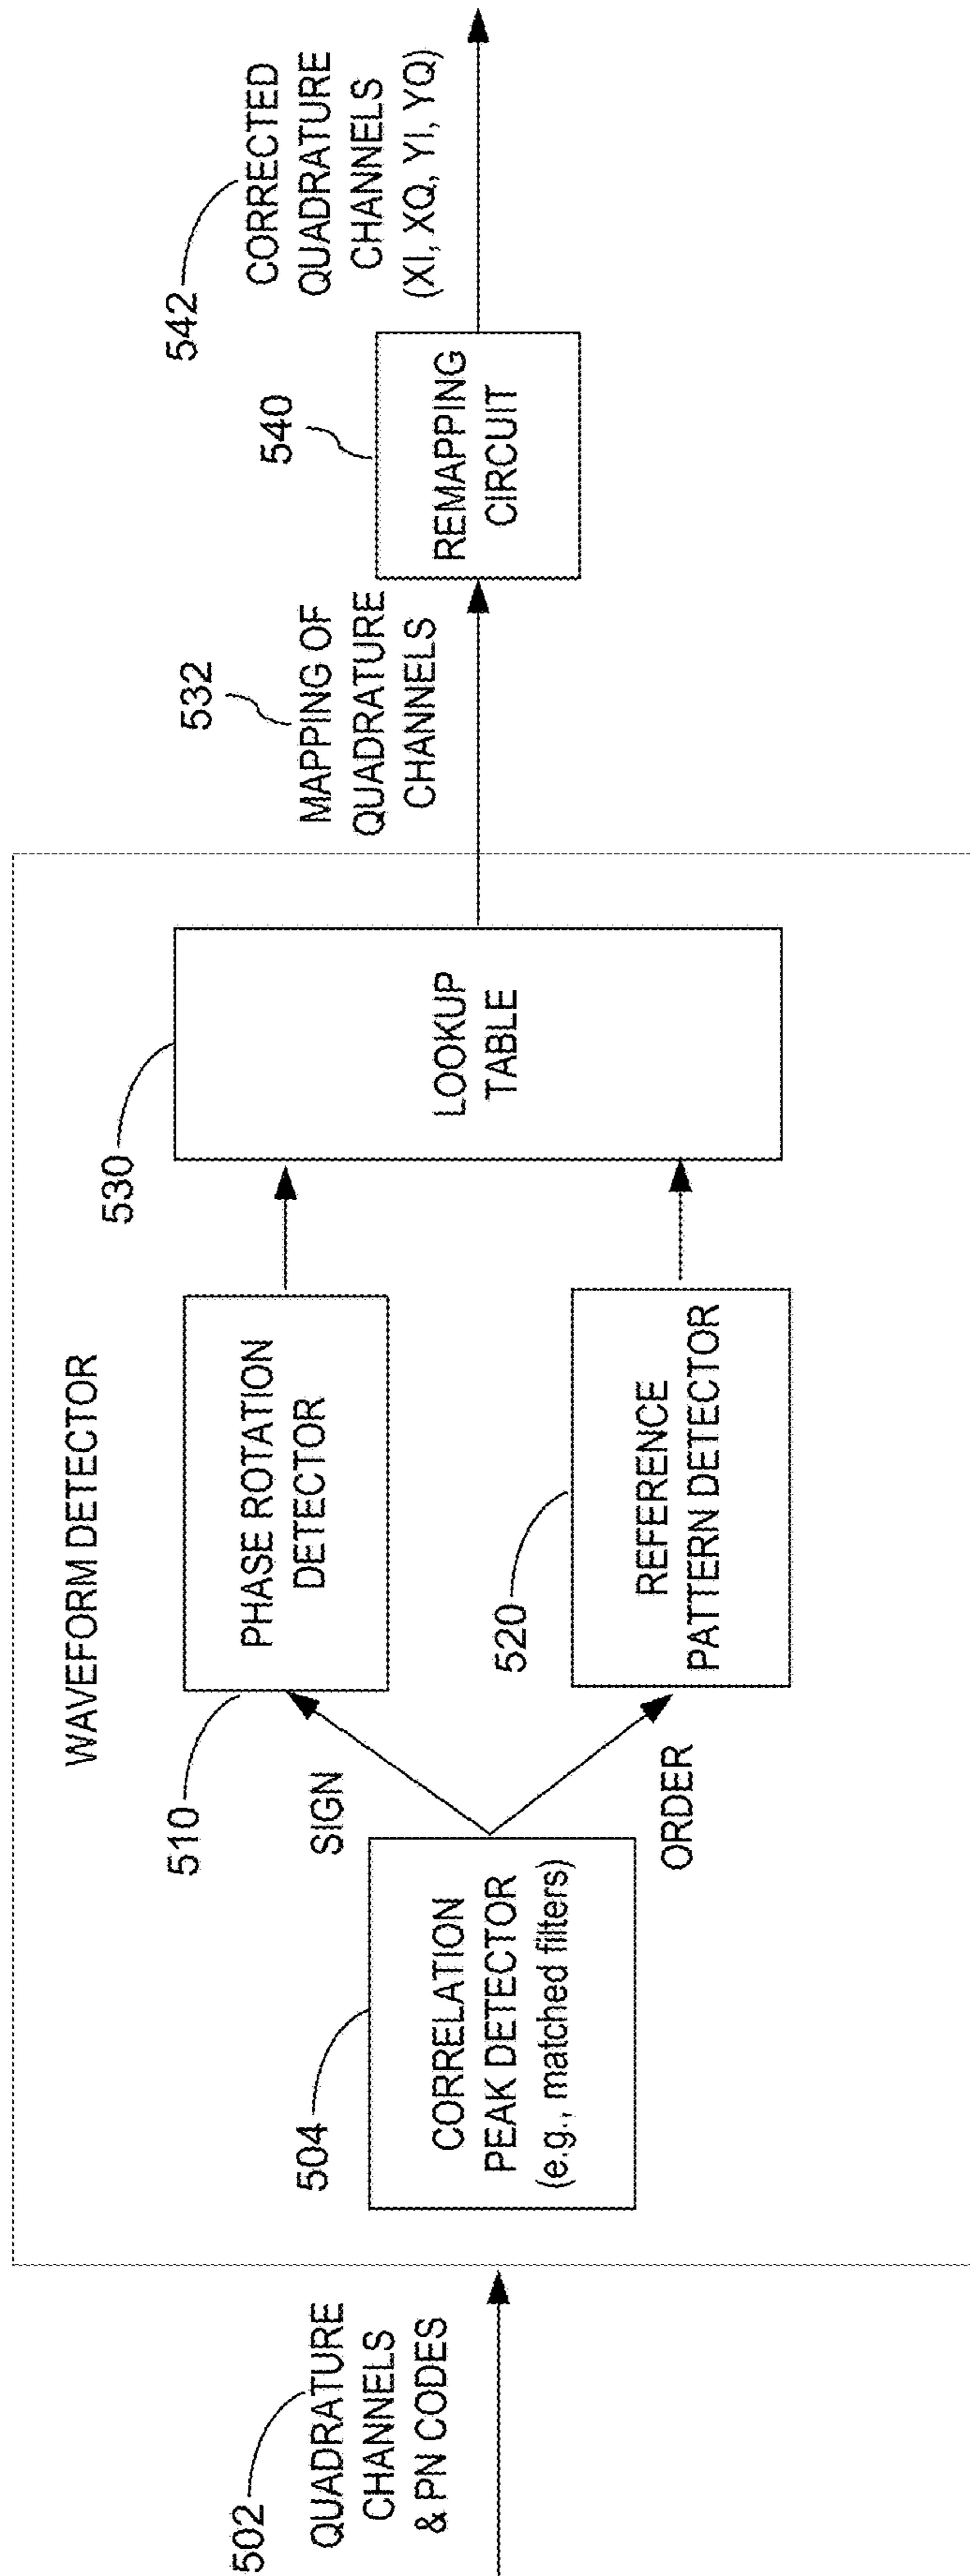 WAVEFORM DETECTOR
502
QUADRATURE
CHANNELS
& PN CODES
504
CORRELATION
PEAK DETECTOR
(e.g., matched filters)
SIGN
ORDER
510
PHASE ROTATION
DETECTOR
520
REFERENCE
PATTERN DETECTOR
530
LOOKUP
TABLE
532
MAPPING OF
QUADRATURE
CHANNELS
540
REMAPPING
CIRCUIT
542
CORRECTED
QUADRATURE
CHANNELS
(XI, XQ, YI, YQ)